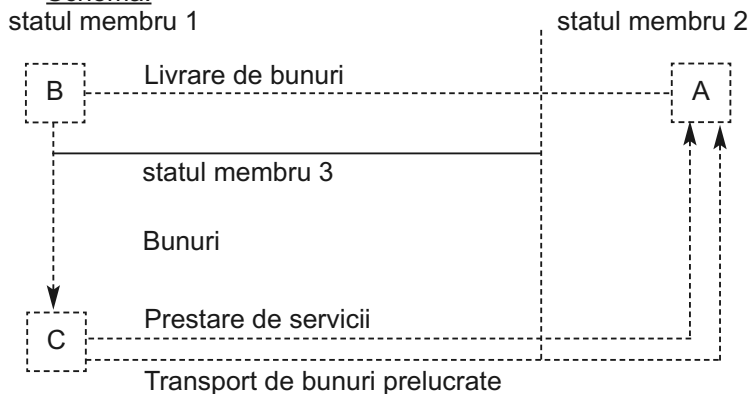 Schema:
statul membru 1 statul membru 2
B Livrare de bunuri A
statul membru 3
Bunuri
Prestare de servicii
C
Transport de bunuri prelucrate